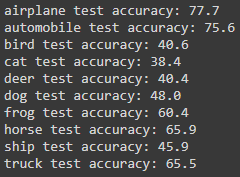 airplane test accuracy: 77.7
automobile test accuracy: 75.6
bird test accuracy: 40.6
cat test accuracy: 38.4
deer test accuracy: 40.4
dog test accuracy: 48.0
frog test accuracy: 60.4
horse test accuracy: 65.9
ship test accuracy: 45.9
truck test accuracy: 65.5